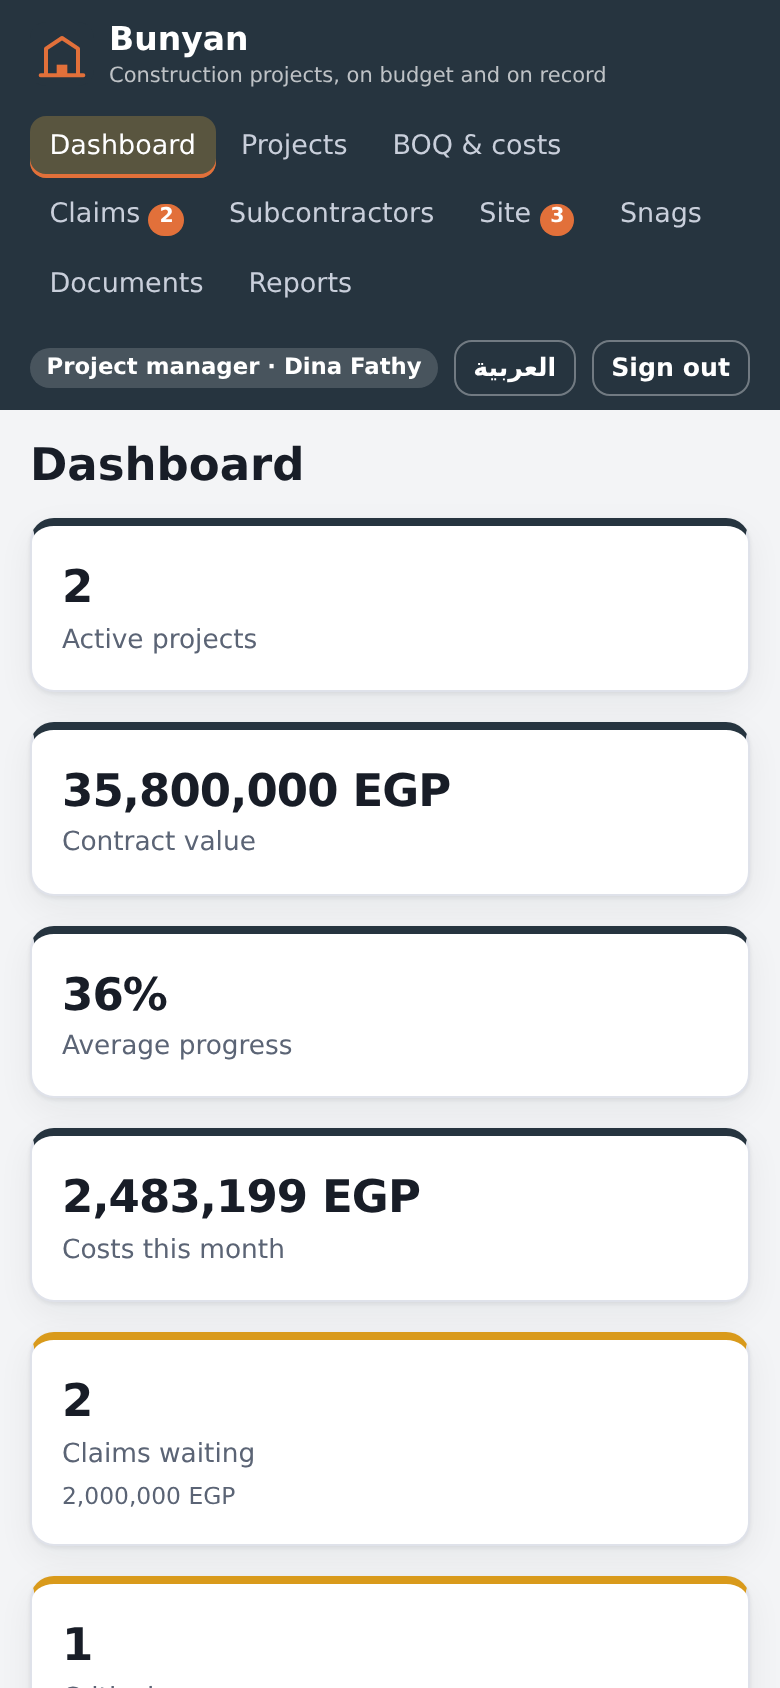 Bunyan
Construction projects, on budget and on record
Dashboard Projects BOQ & costs
Claims 2 Subcontractors Site 3 Snags
Documents Reports
Project manager · Dina Fathy العربية Sign out
Dashboard
2
Active projects
35,800,000 EGP
Contract value
36%
Average progress
2,483,199 EGP
Costs this month
2
Claims waiting
2,000,000 EGP
1